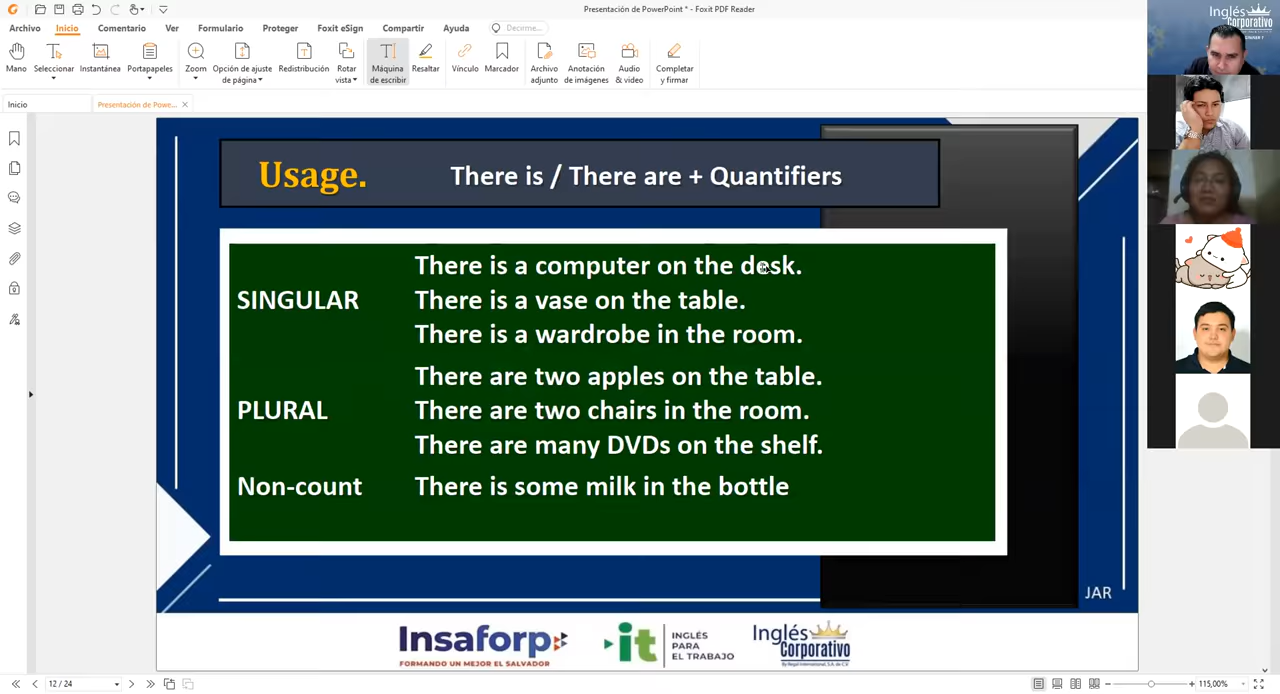 Presentación de PowerPoint * - Foxit PDF Reader
Archivo Inicio Comentario Ver Formulario Proteger Foxit eSign Compartir Ayuda Decirme...
Mano Seleccionar Instantánea Portapapeles Zoom Opción de ajuste de página Redistribución Rotar vista Máquina de escribir Resaltar Vínculo Marcador Archivo adjunto Anotación de imágenes Audio & video Completar y firmar
Inicio Presentación de Powe...
Usage. There is / There are + Quantifiers
There is a computer on the desk.
SINGULAR There is a vase on the table.
There is a wardrobe in the room.
There are two apples on the table.
PLURAL There are two chairs in the room.
There are many DVDs on the shelf.
Non-count There is some milk in the bottle
JAR
Insaforp
FORMANDO UN MEJOR EL SALVADOR
it
INGLÉS
PARA
EL TRABAJO
Inglés
Corporativo
By Regal International, S.A. de C.V.
12 / 24
115,00%
Inglés
Corporativo